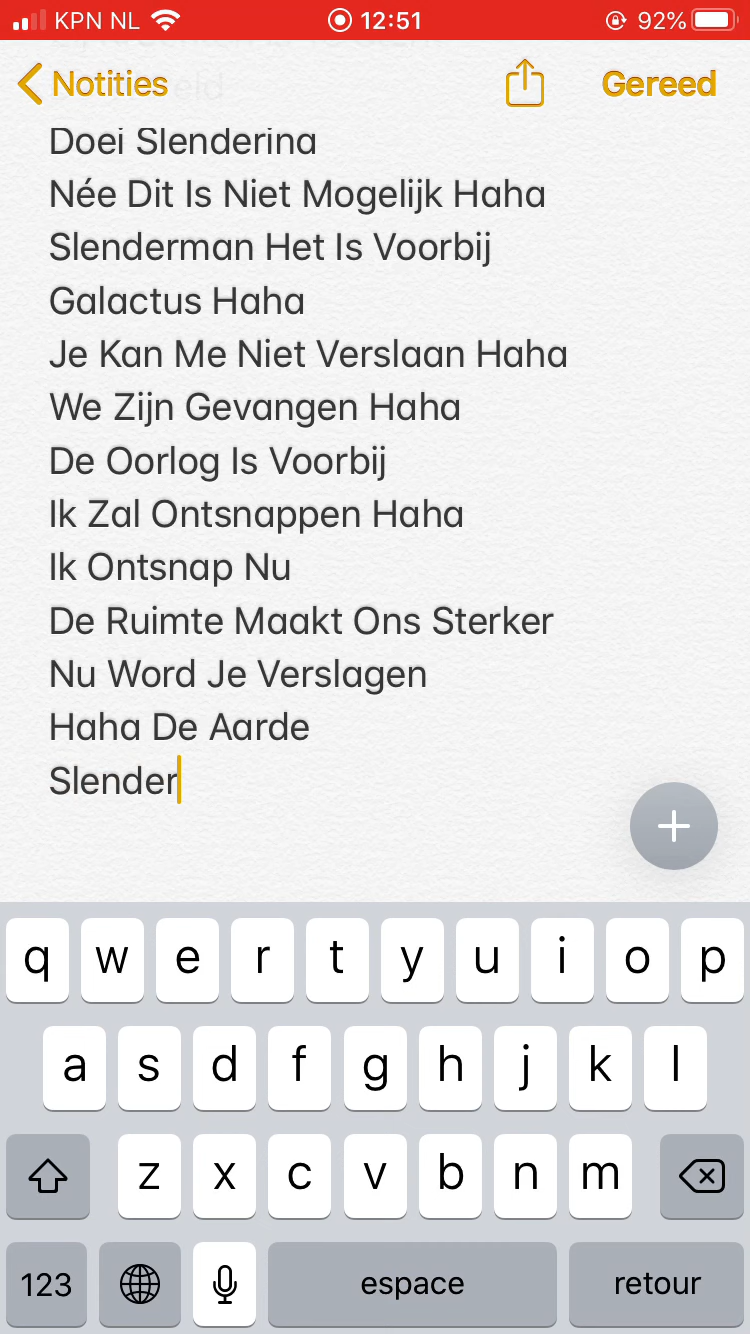 KPN NL 12:51 92%
Notities Gereed
Doei Slenderina
Née Dit Is Niet Mogelijk Haha
Slenderman Het Is Voorbij
Galactus Haha
Je Kan Me Niet Verslaan Haha
We Zijn Gevangen Haha
De Oorlog Is Voorbij
Ik Zal Ontsnappen Haha
Ik Ontsnap Nu
De Ruimte Maakt Ons Sterker
Nu Word Je Verslagen
Haha De Aarde
Slender
q w e r t y u i o p
a s d f g h j k l
z x c v b n m
123 espace retour